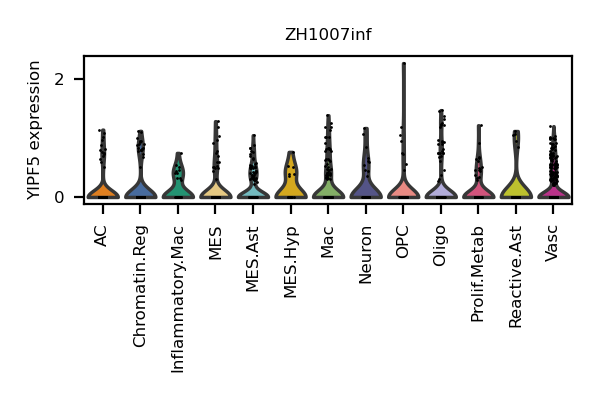 ZH1007inf
YIPF5 expression
2
0
AC
Chromatin.Reg
Inflammatory.Mac
MES
MES.Ast
MES.Hyp
Mac
Neuron
OPC
Oligo
Prolif.Metab
Reactive.Ast
Vasc